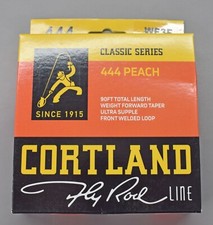 444 WF3F
CLASSIC SERIES
444 PEACH
90FT TOTAL LENGTH
WEIGHT FORWARD TAPER
ULTRA SUPPLE
FRONT WELDED LOOP
SINCE 1915
CORTLAND
Fly Rod LINE